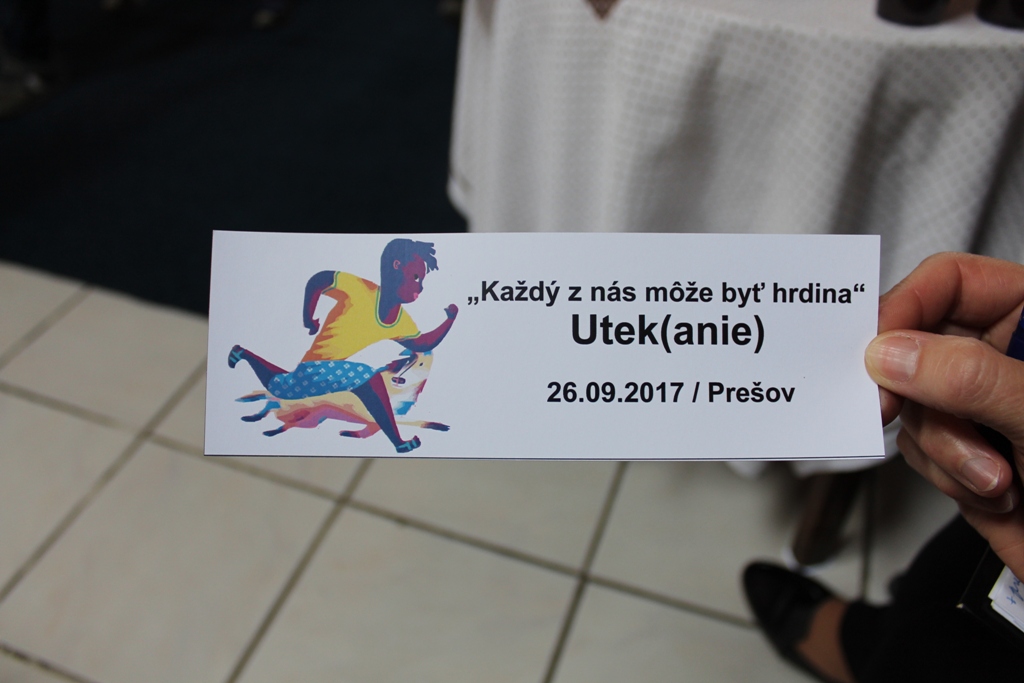 „Každý z nás môže byť hrdina“
Utek(anie)
26.09.2017 / Prešov